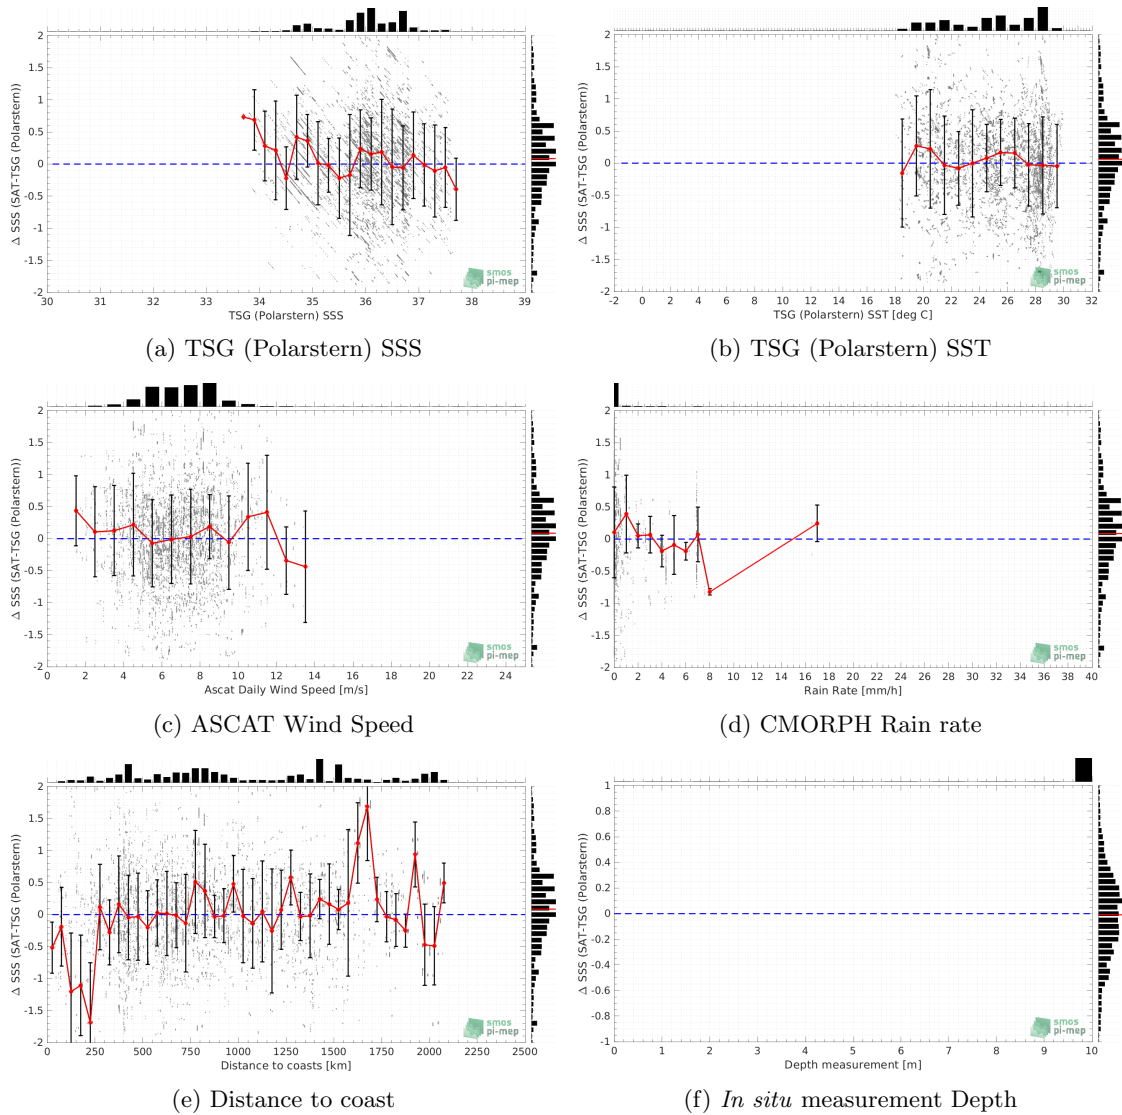 2
1.5
1
0.5
0
-0.5
-1
-1.5
-2
Δ SSS (SAT-TSG (Polarstern))
30 31 32 33 34 35 36 37 38 39
TSG (Polarstern) SSS
smos
pi-mep
(a) TSG (Polarstern) SSS
2
1.5
1
0.5
0
-0.5
-1
-1.5
-2
Δ SSS (SAT-TSG (Polarstern))
-2 0 2 4 6 8 10 12 14 16 18 20 22 24 26 28 30 32
TSG (Polarstern) SST [deg C]
smos
pi-mep
(b) TSG (Polarstern) SST
2
1.5
1
0.5
0
-0.5
-1
-1.5
-2
Δ SSS (SAT-TSG (Polarstern))
0 2 4 6 8 10 12 14 16 18 20 22 24
Ascat Daily Wind Speed [m/s]
smos
pi-mep
(c) ASCAT Wind Speed
2
1.5
1
0.5
0
-0.5
-1
-1.5
-2
Δ SSS (SAT-TSG (Polarstern))
0 2 4 6 8 10 12 14 16 18 20 22 24 26 28 30 32 34 36 38 40
Rain Rate [mm/h]
smos
pi-mep
(d) CMORPH Rain rate
2
1.5
1
0.5
0
-0.5
-1
-1.5
-2
Δ SSS (SAT-TSG (Polarstern))
0 250 500 750 1000 1250 1500 1750 2000 2250 2500
Distance to coasts [km]
smos
pi-mep
(e) Distance to coast
1
0.8
0.6
0.4
0.2
0
-0.2
-0.4
-0.6
-0.8
-1
Δ SSS (SAT-TSG (Polarstern))
0 1 2 3 4 5 6 7 8 9 10
Depth measurement [m]
smos
pi-mep
(f) In situ measurement Depth